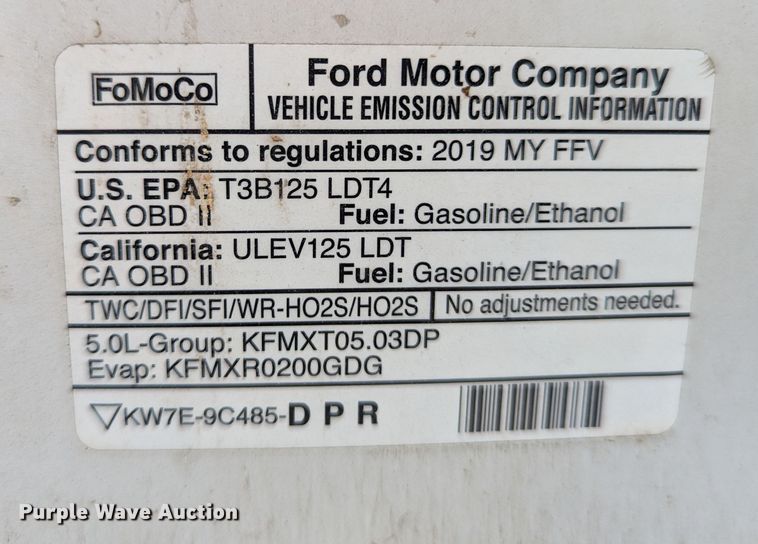 FoMoCo
Ford Motor Company
VEHICLE EMISSION CONTROL INFORMATION
Conforms to regulations: 2019 MY FFV
U.S. EPA: T3B125 LDT4
CA OBD II Fuel: Gasoline/Ethanol
California: ULEV125 LDT
CA OBD II Fuel: Gasoline/Ethanol
TWC/DFI/SFI/WR-HO2S/HO2S No adjustments needed.
5.0L-Group: KFMXT05.03DP
Evap: KFMXR0200GDG
KW7E-9C485-D P R
Purple Wave Auction